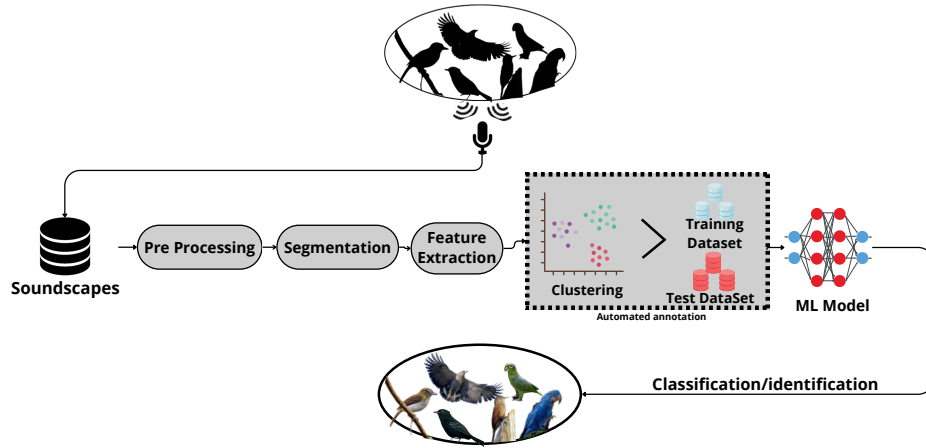 Soundscapes
Pre Processing
Segmentation
Feature
Extraction
Clustering
Training
Dataset
Test DataSet
Automated annotation
ML Model
Classification/identification